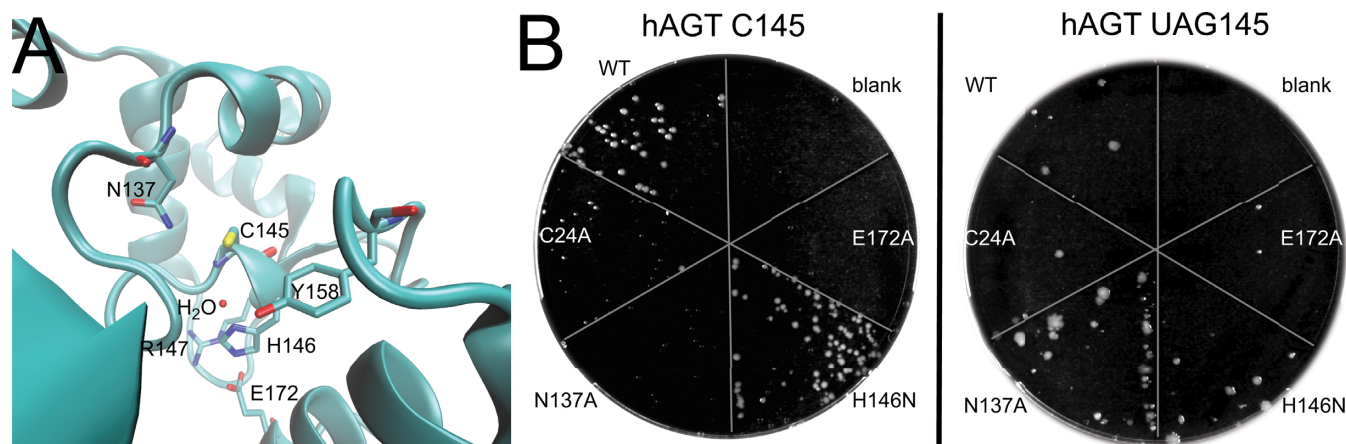 A
N137
C145
H₂O
Y158
R147
H146
E172
B
hAGT C145
WT
blank
C24A
E172A
N137A
H146N
hAGT UAG145
WT
blank
C24A
E172A
N137A
H146N